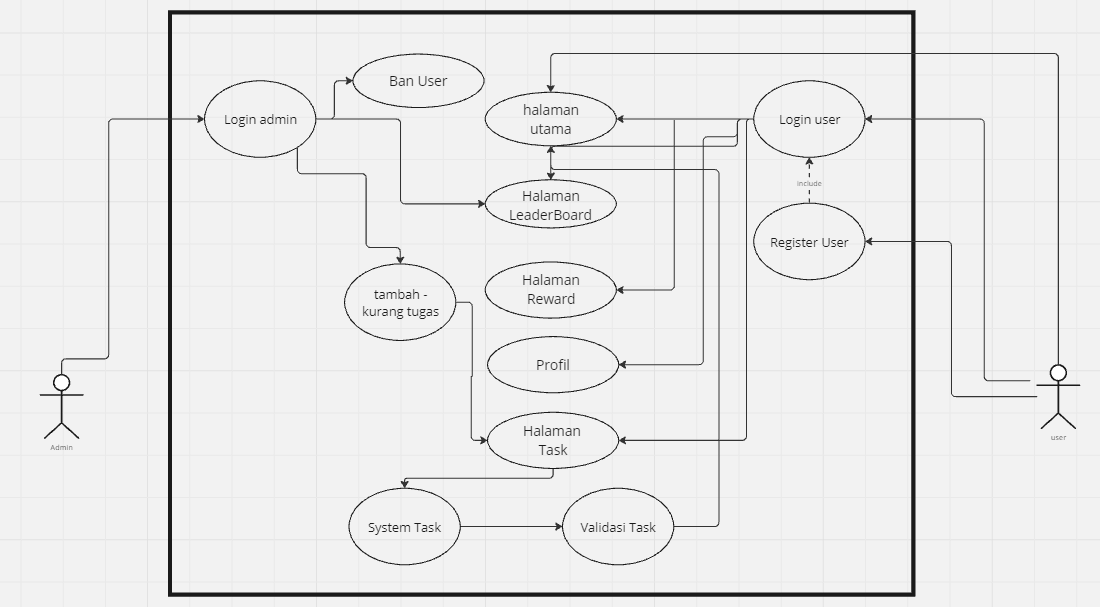 Ban User
Login admin
halaman
utama
Login user
include
Halaman
LeaderBoard
Register User
Halaman
Reward
tambah -
kurang tugas
Profil
Halaman
Task
Admin
user
System Task
Validasi Task